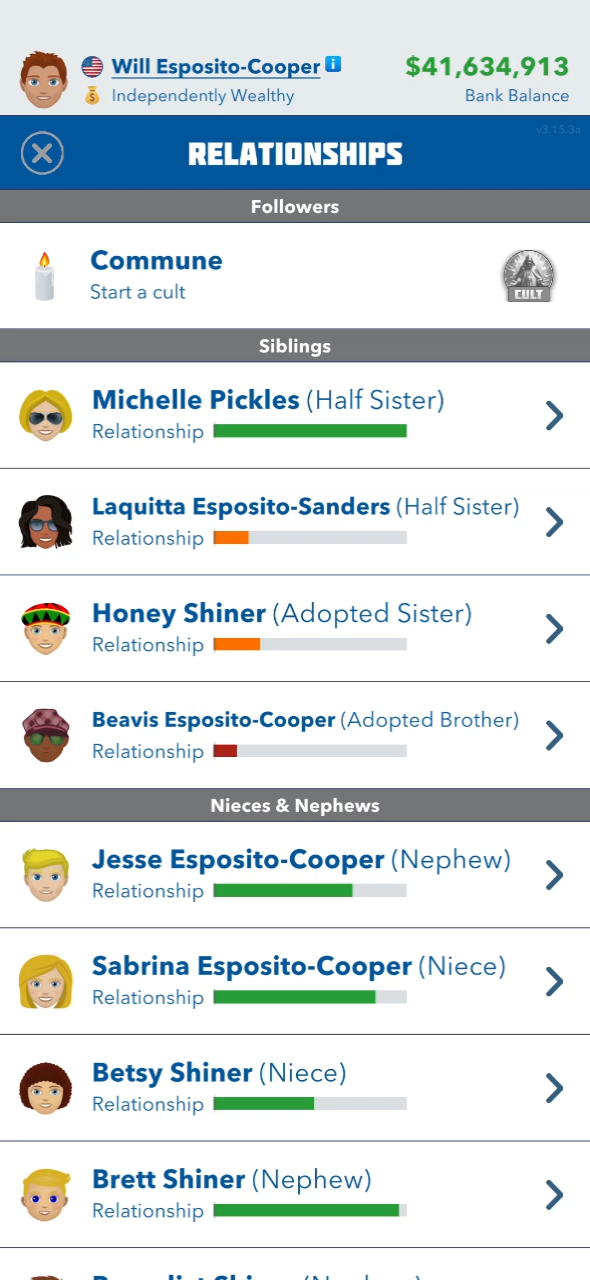 Will Esposito-Cooper i
$41,634,913
Independently Wealthy
Bank Balance
v3.15.3a
RELATIONSHIPS
Followers
Commune
Start a cult
CULT
Siblings
Michelle Pickles (Half Sister)
Relationship
Laquitta Esposito-Sanders (Half Sister)
Relationship
Honey Shiner (Adopted Sister)
Relationship
Beavis Esposito-Cooper (Adopted Brother)
Relationship
Nieces & Nephews
Jesse Esposito-Cooper (Nephew)
Relationship
Sabrina Esposito-Cooper (Niece)
Relationship
Betsy Shiner (Niece)
Relationship
Brett Shiner (Nephew)
Relationship